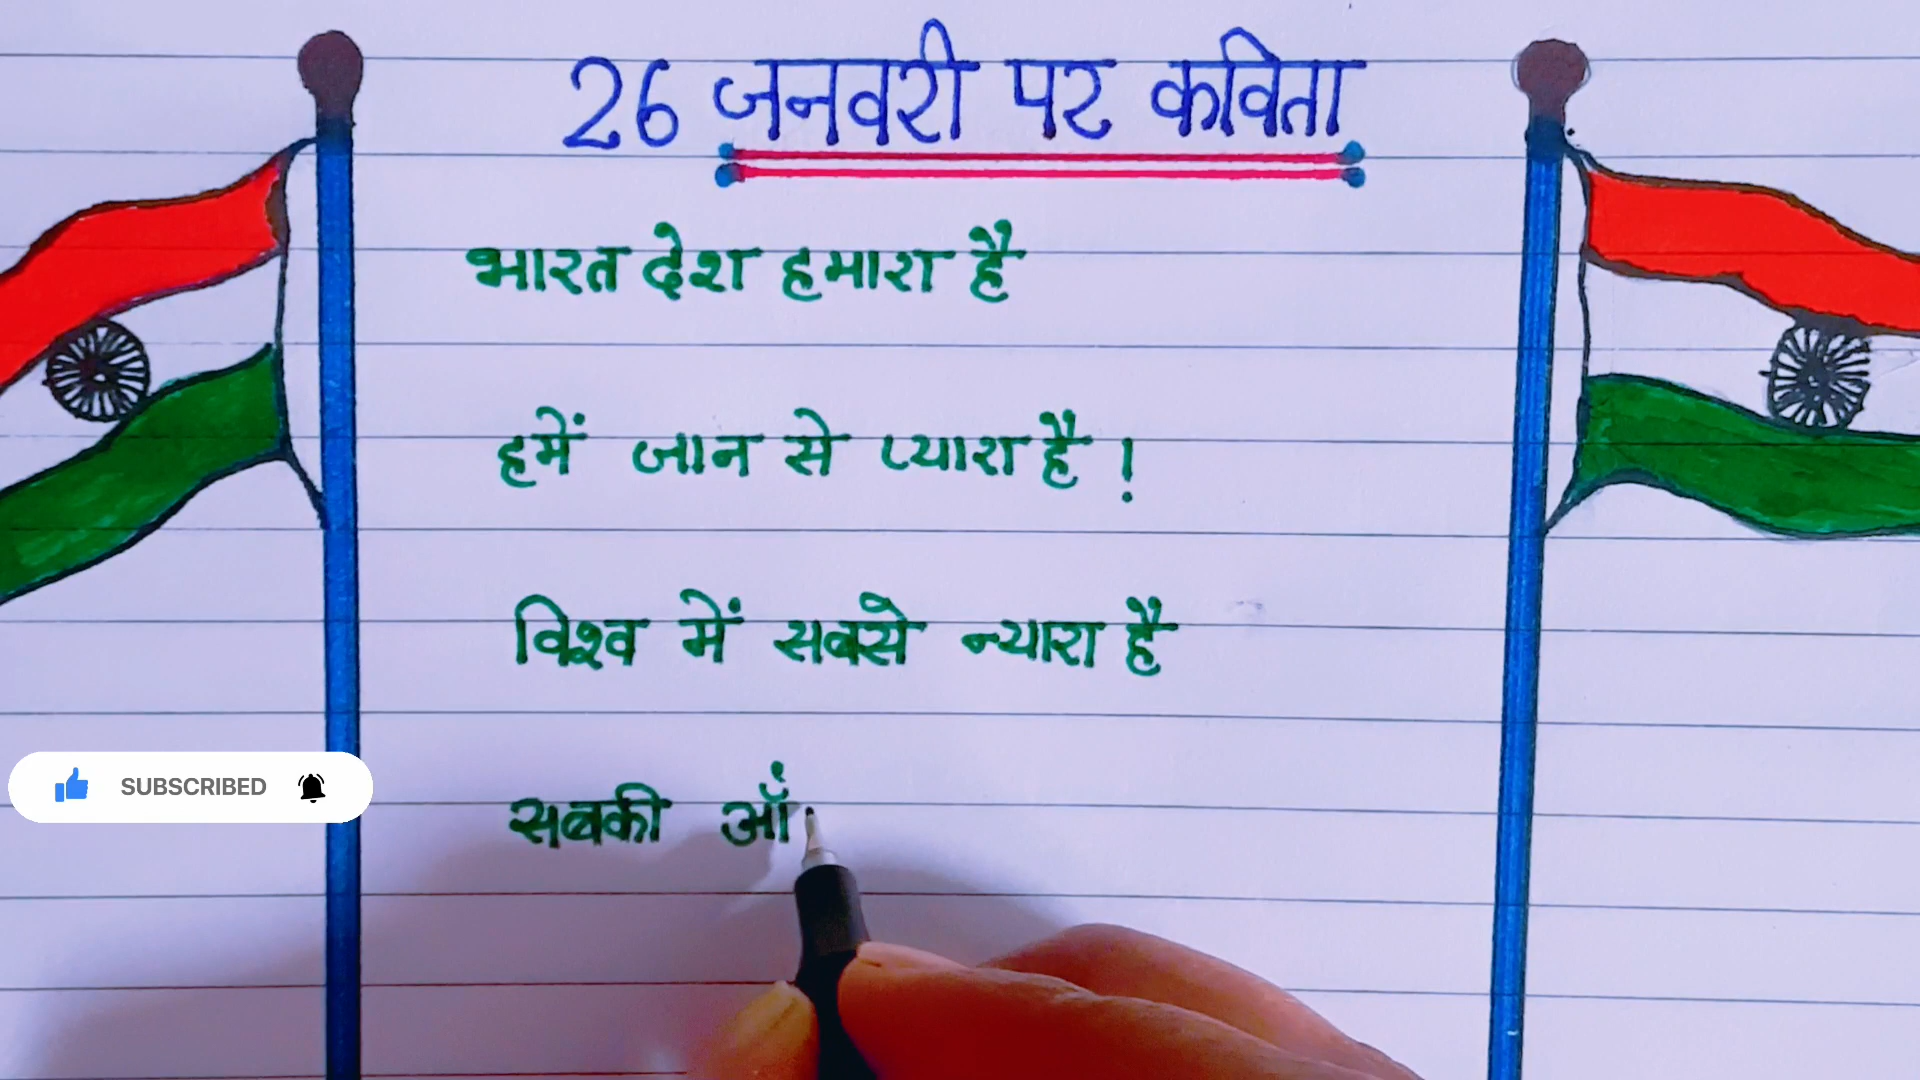 26 जनवरी पर कविता
भारत देश हमारा है
हमें जान से प्यारा है !
विश्व में सबसे न्यारा है
SUBSCRIBED
सबकी